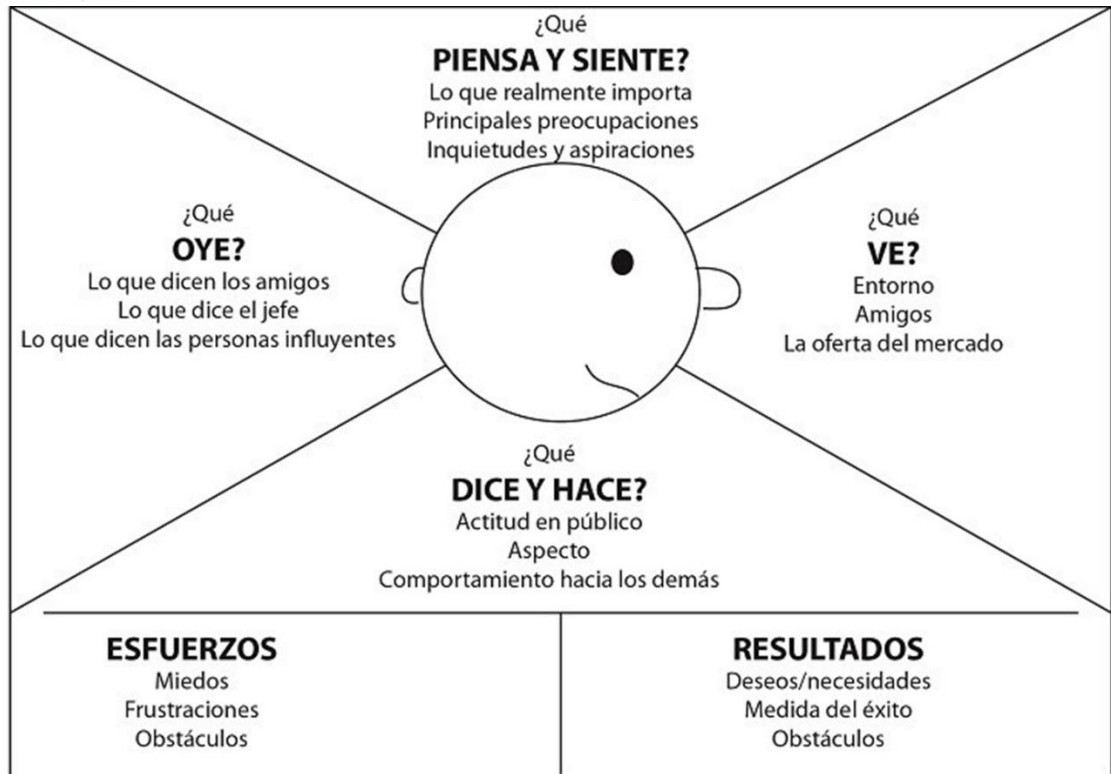 ¿Qué
PIENSA Y SIENTE?
Lo que realmente importa
Principales preocupaciones
Inquietudes y aspiraciones
¿Qué
OYE?
Lo que dicen los amigos
Lo que dice el jefe
Lo que dicen las personas influyentes
¿Qué
VE?
Entorno
Amigos
La oferta del mercado
¿Qué
DICE Y HACE?
Actitud en público
Aspecto
Comportamiento hacia los demás
ESFUERZOS
Miedos
Frustraciones
Obstáculos
RESULTADOS
Deseos/necesidades
Medida del éxito
Obstáculos